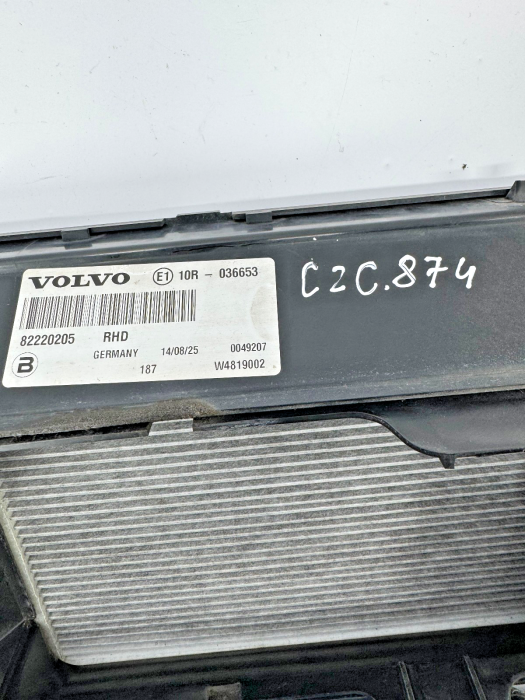 VOLVO E1 10R - 036653
82220205 RHD
GERMANY 14/08/25 0049207
B 187 W4819002
C2C.874